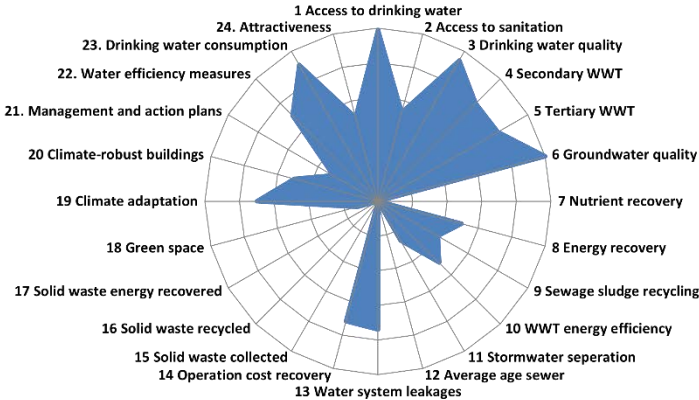 1 Access to drinking water
2 Access to sanitation
3 Drinking water quality
4 Secondary WWT
5 Tertiary WWT
6 Groundwater quality
7 Nutrient recovery
8 Energy recovery
9 Sewage sludge recycling
10 WWT energy efficiency
11 Stormwater seperation
12 Average age sewer
13 Water system leakages
14 Operation cost recovery
15 Solid waste collected
16 Solid waste recycled
17 Solid waste energy recovered
18 Green space
19 Climate adaptation
20 Climate-robust buildings
21. Management and action plans
22. Water efficiency measures
23. Drinking water consumption
24. Attractiveness